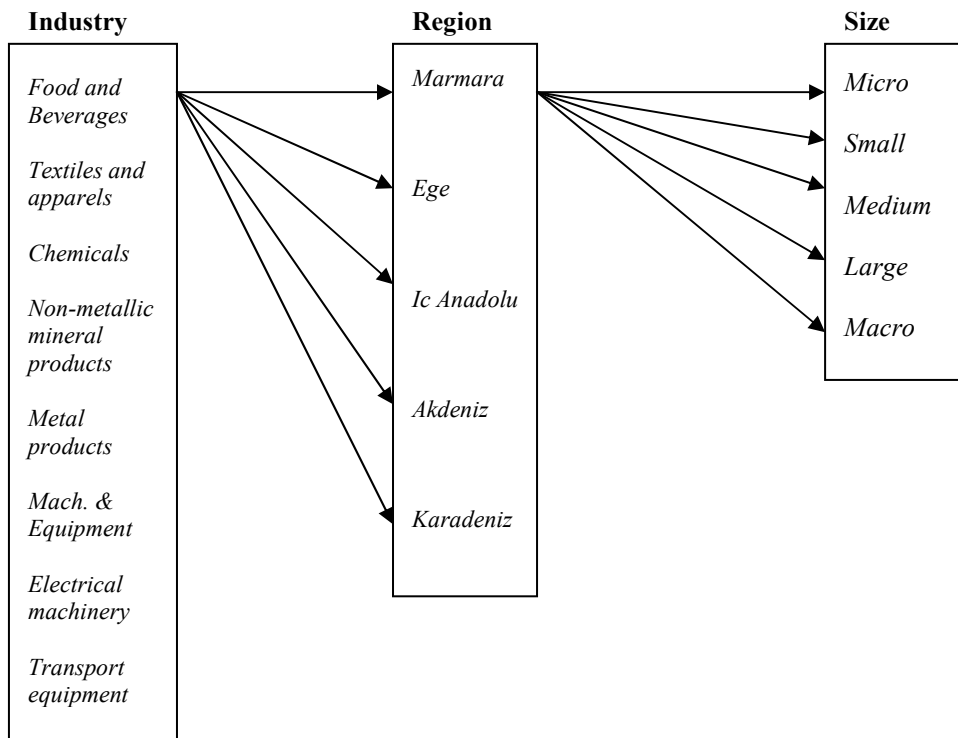 Industry
Food and
Beverages
Textiles and
apparels
Chemicals
Non-metallic
mineral
products
Metal
products
Mach. &
Equipment
Electrical
machinery
Transport
equipment
Region
Marmara
Ege
Ic Anadolu
Akdeniz
Karadeniz
Size
Micro
Small
Medium
Large
Macro